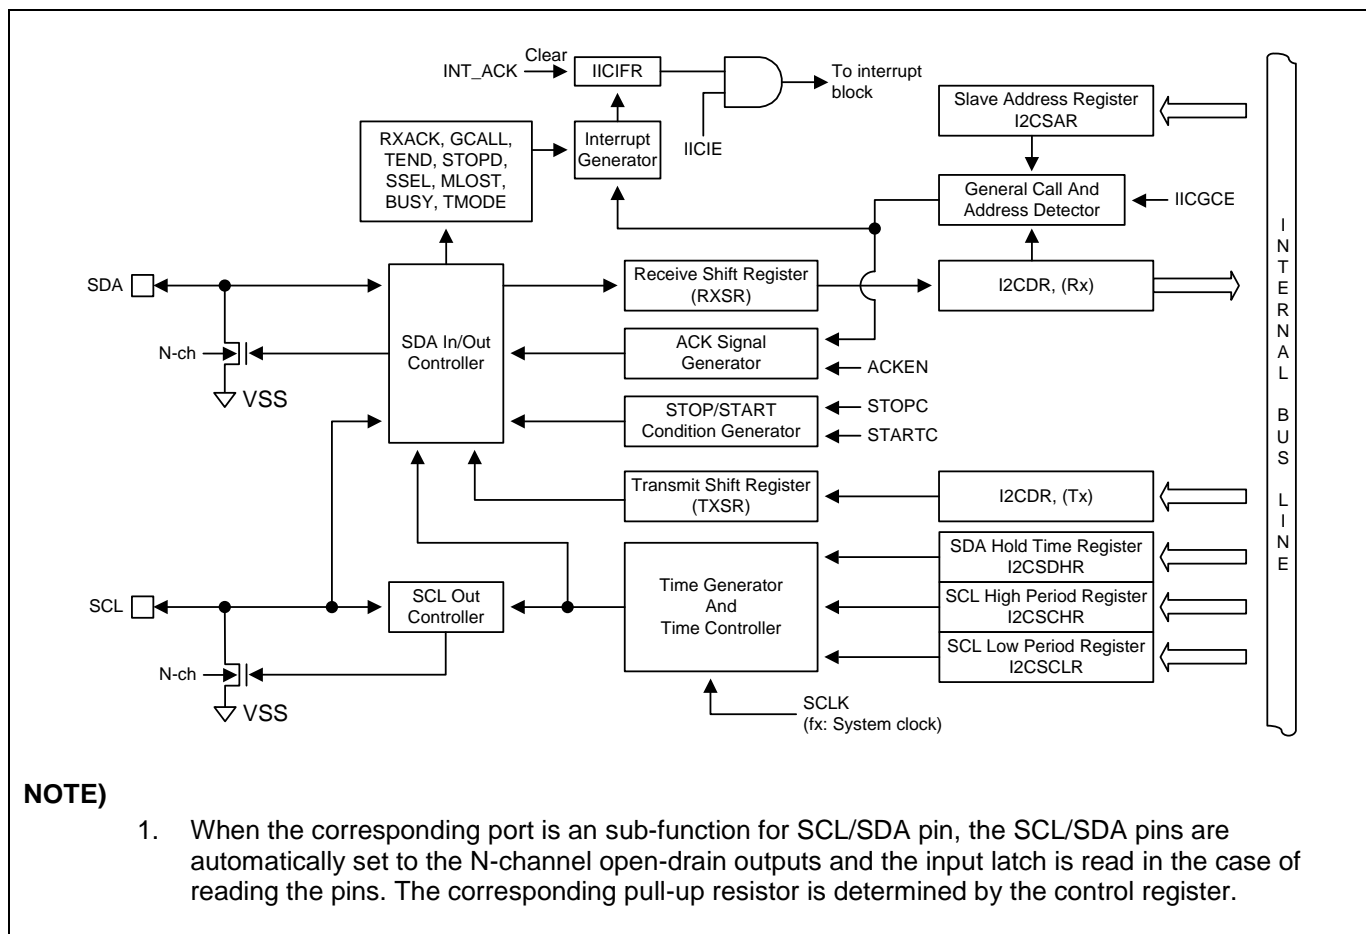 Clear
INT_ACK
IICIFR
To interrupt
block
IICIE
Slave Address Register
I2CSAR
RXACK, GCALL,
TEND, STOPD,
SSEL, MLOST,
BUSY, TMODE
Interrupt
Generator
General Call And
Address Detector
IICGCE
SDA
Receive Shift Register
(RXSR)
I2CDR, (Rx)
N-ch
VSS
SDA In/Out
Controller
ACK Signal
Generator
ACKEN
STOP/START
Condition Generator
STOPC
STARTC
Transmit Shift Register
(TXSR)
I2CDR, (Tx)
SDA Hold Time Register
I2CSDHR
SCL
SCL Out
Controller
Time Generator
And
Time Controller
SCL High Period Register
I2CSCHR
SCL Low Period Register
I2CSCLR
N-ch
VSS
SCLK
(fx: System clock)
INTERNAL BUS LINE
NOTE)
1. When the corresponding port is an sub-function for SCL/SDA pin, the SCL/SDA pins are
automatically set to the N-channel open-drain outputs and the input latch is read in the case of
reading the pins. The corresponding pull-up resistor is determined by the control register.